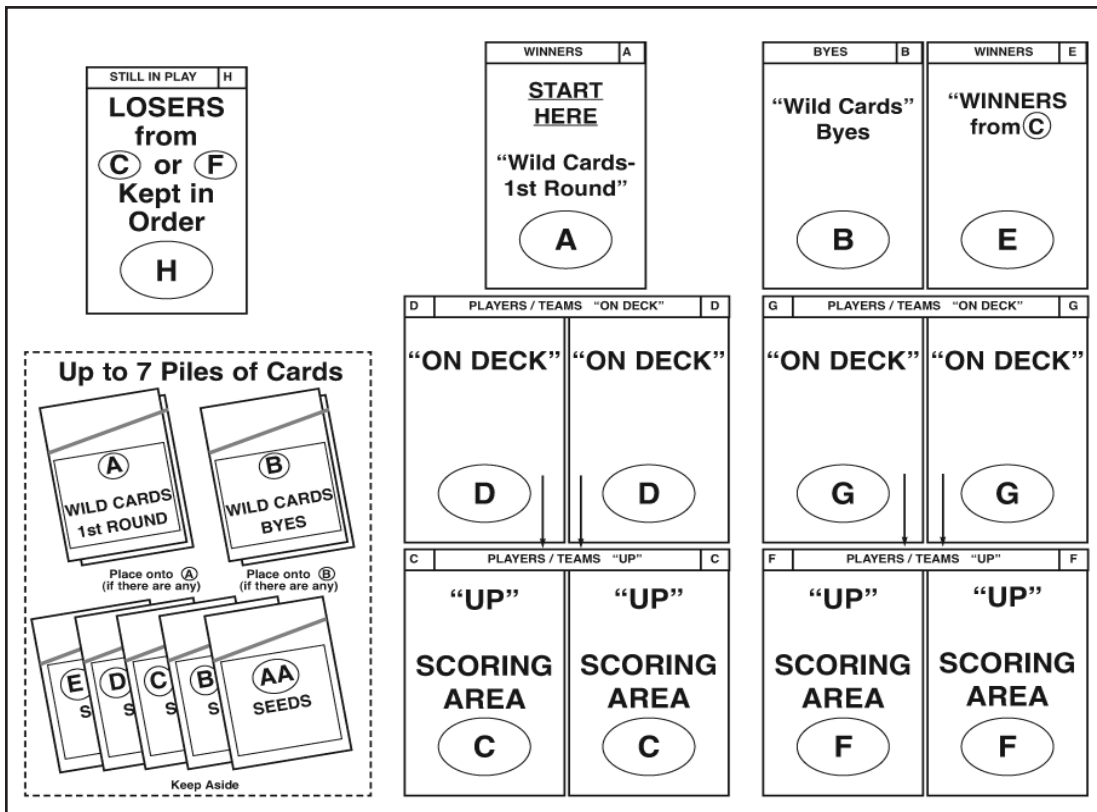 STILL IN PLAY H
LOSERS
from
C or F
Kept in
Order
H
WINNERS A
START
HERE
“Wild Cards-
1st Round”
A
BYES B
“Wild Cards”
Byes
B
WINNERS E
“WINNERS
from C
E
D PLAYERS / TEAMS “ON DECK” D
“ON DECK” “ON DECK”
D D
G PLAYERS / TEAMS “ON DECK” G
“ON DECK” “ON DECK”
G G
Up to 7 Piles of Cards
A
WILD CARDS
1st ROUND
B
WILD CARDS
BYES
Place onto A
(if there are any)
Place onto B
(if there are any)
E
S
D
S
C
S
B
S
AA
SEEDS
Keep Aside
C PLAYERS / TEAMS “UP” C
“UP” “UP”
SCORING SCORING
AREA AREA
C C
F PLAYERS / TEAMS “UP” F
“UP” “UP”
SCORING SCORING
AREA AREA
F F